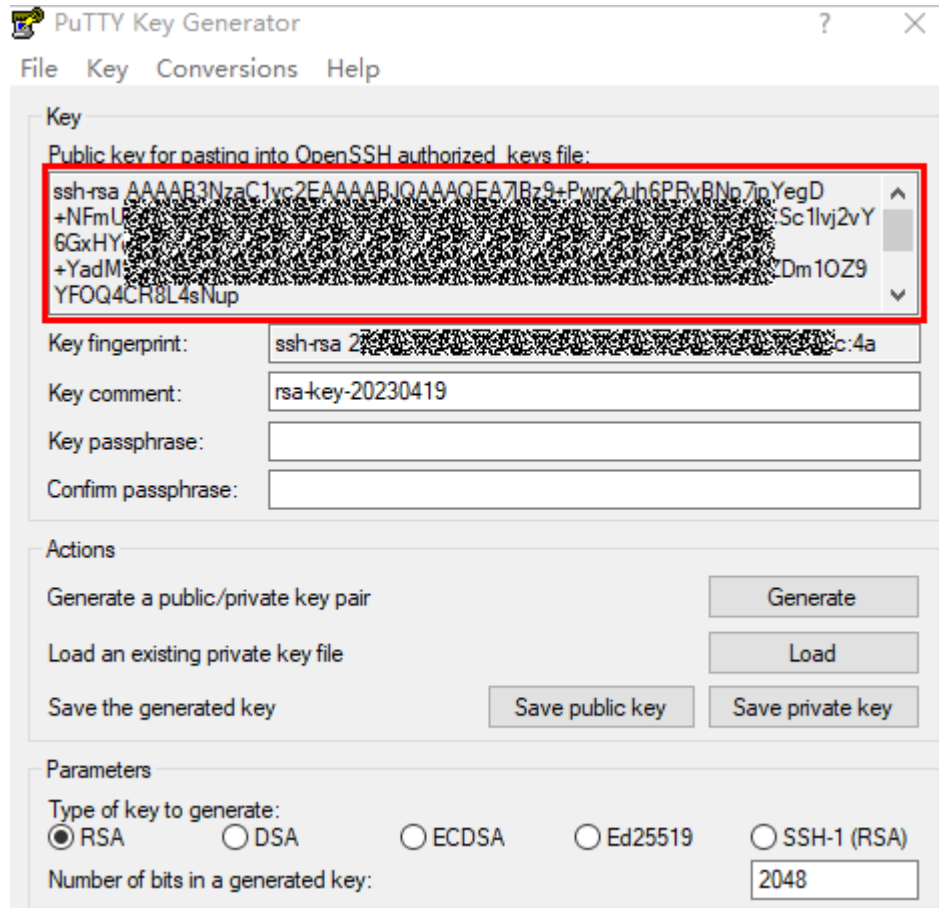 PuTTY Key Generator
File Key Conversions Help
Key
Public key for pasting into OpenSSH authorized_keys file:
ssh-rsa AAAAB3NzaC1yc2EAAAABJQAAAQEA7lBz9+Pwrx2uh6PRvBNp7jpYegD
+NFmU Sc1lvj2vY
6GxHY
+YadM ZDm1OZ9
YFOQ4CR8L4sNup
Key fingerprint: ssh-rsa 2 c:4a
Key comment: rsa-key-20230419
Key passphrase:
Confirm passphrase:
Actions
Generate a public/private key pair Generate
Load an existing private key file Load
Save the generated key Save public key Save private key
Parameters
Type of key to generate:
RSA DSA ECDSA Ed25519 SSH-1 (RSA)
Number of bits in a generated key: 2048